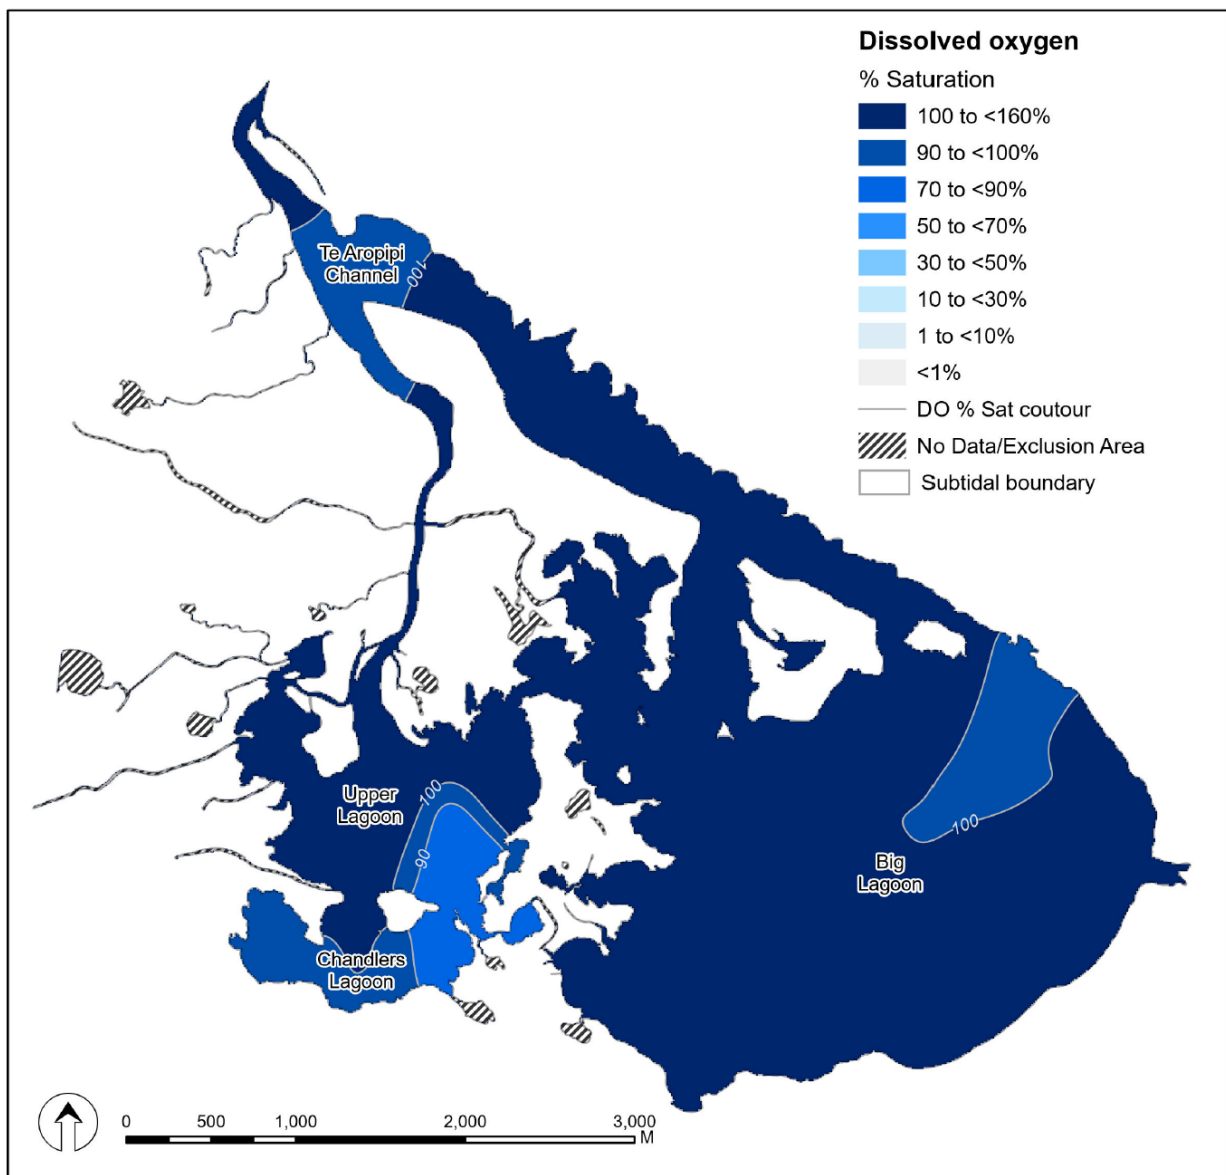 Dissolved oxygen
% Saturation
100 to <160%
90 to <100%
70 to <90%
50 to <70%
30 to <50%
10 to <30%
1 to <10%
<1%
DO % Sat coutour
No Data/Exclusion Area
Subtidal boundary
Te Aropipi
Channel
100
Upper
Lagoon
100
90
100
Big
Lagoon
Chandlers
Lagoon
0 500 1,000 2,000 3,000
M